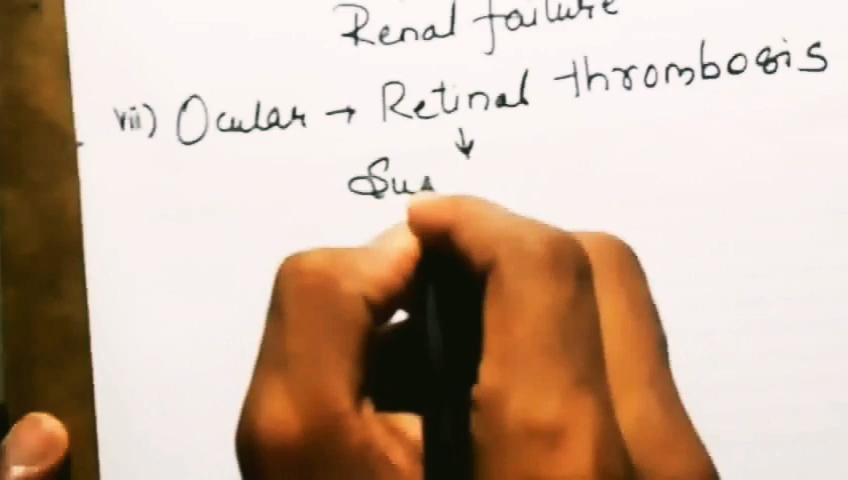 Renal failure
vii) Ocular → Retinal thrombosis
↓